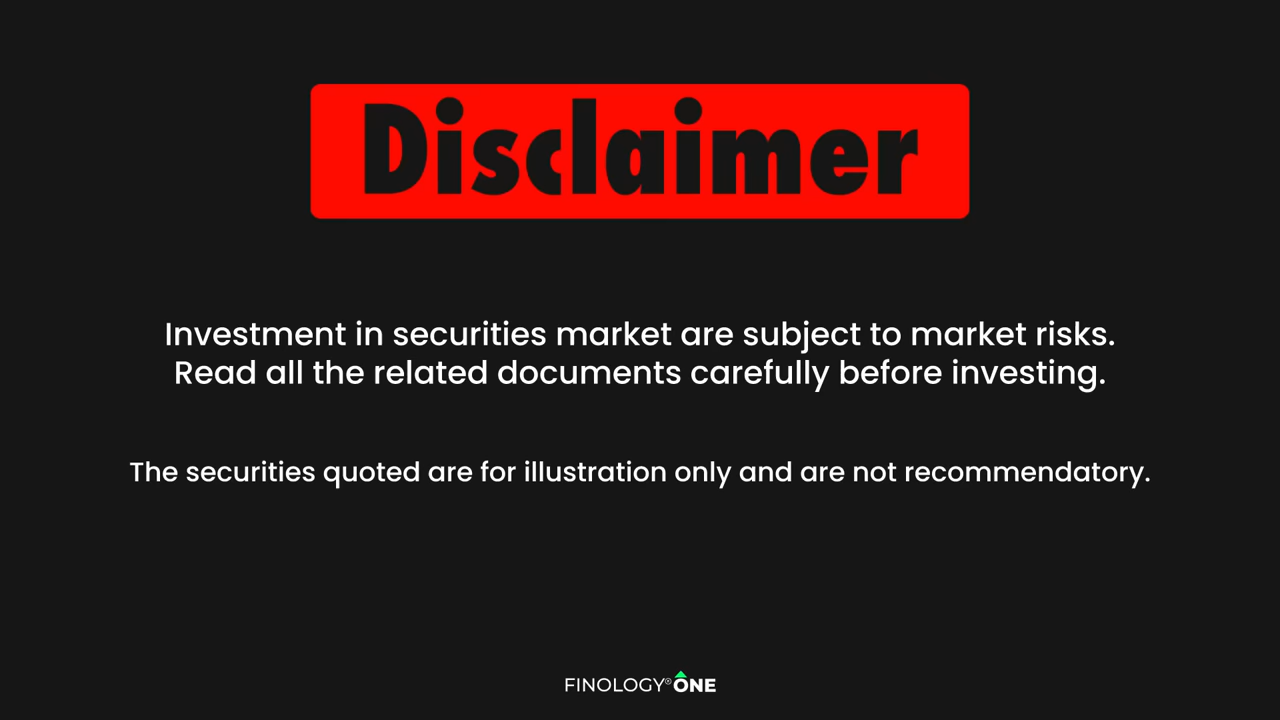 Disclaimer
Investment in securities market are subject to market risks.
Read all the related documents carefully before investing.
The securities quoted are for illustration only and are not recommendatory.
FINOLOGY® ONE